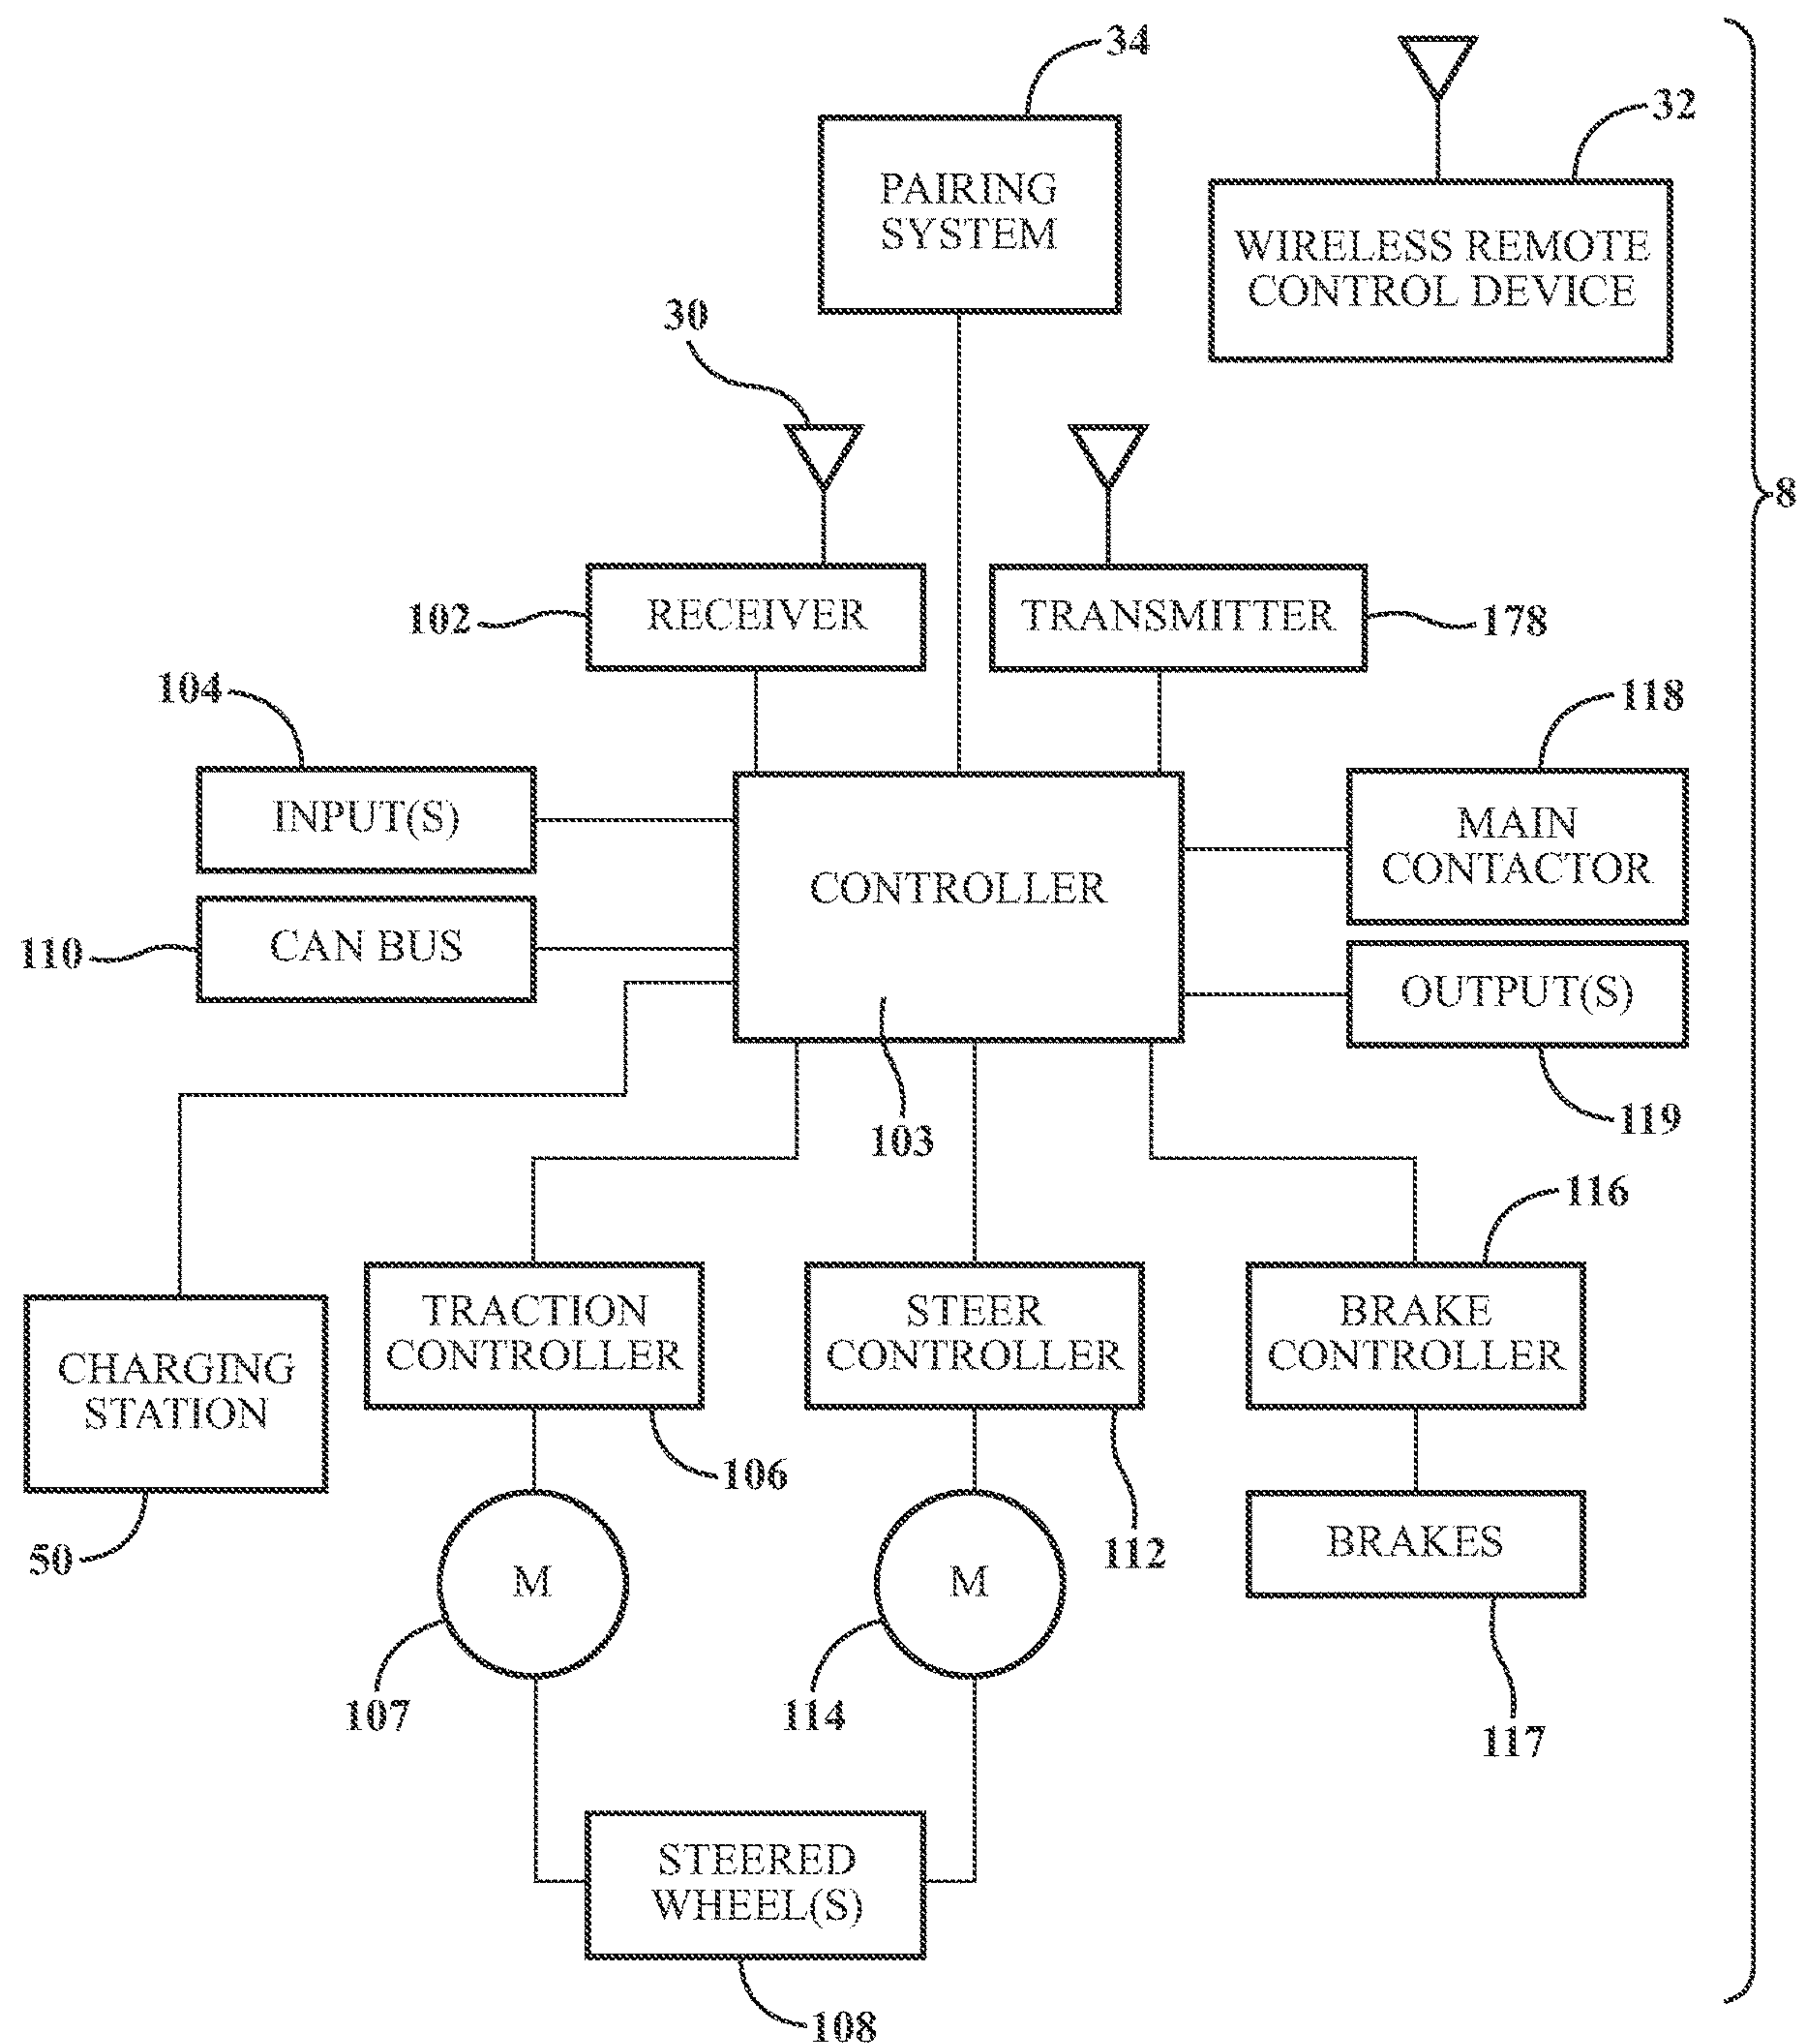 34
32
PAIRING
SYSTEM
WIRELESS REMOTE
CONTROL DEVICE
30
8
102
RECEIVER
TRANSMITTER
178
104
118
INPUT(S)
MAIN
CONTACTOR
CONTROLLER
110
CAN BUS
OUTPUT(S)
103
119
116
TRACTION
CONTROLLER
STEER
CONTROLLER
BRAKE
CONTROLLER
CHARGING
STATION
106
50
112
BRAKES
M
M
107
114
117
STEERED
WHEEL(S)
108